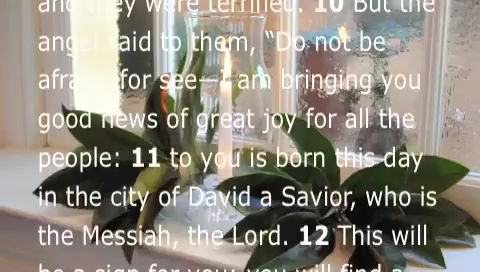 and they were terrified. 10 But the
angel said to them, “Do not be
afraid; for see—I am bringing you
good news of great joy for all the
people: 11 to you is born this day
in the city of David a Savior, who is
the Messiah, the Lord. 12 This will
be a sign for you: you will find a